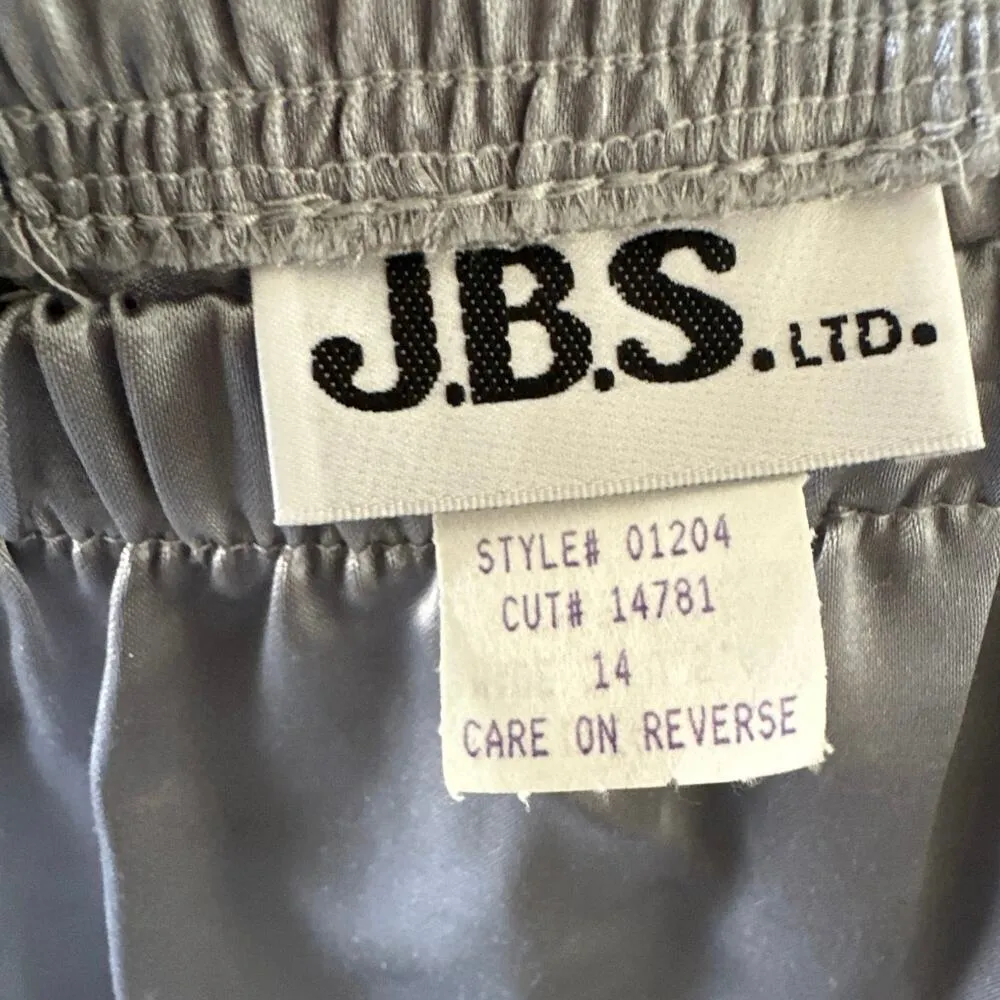 J.B.S. LTD.
STYLE# 01204
CUT# 14781
14
CARE ON REVERSE